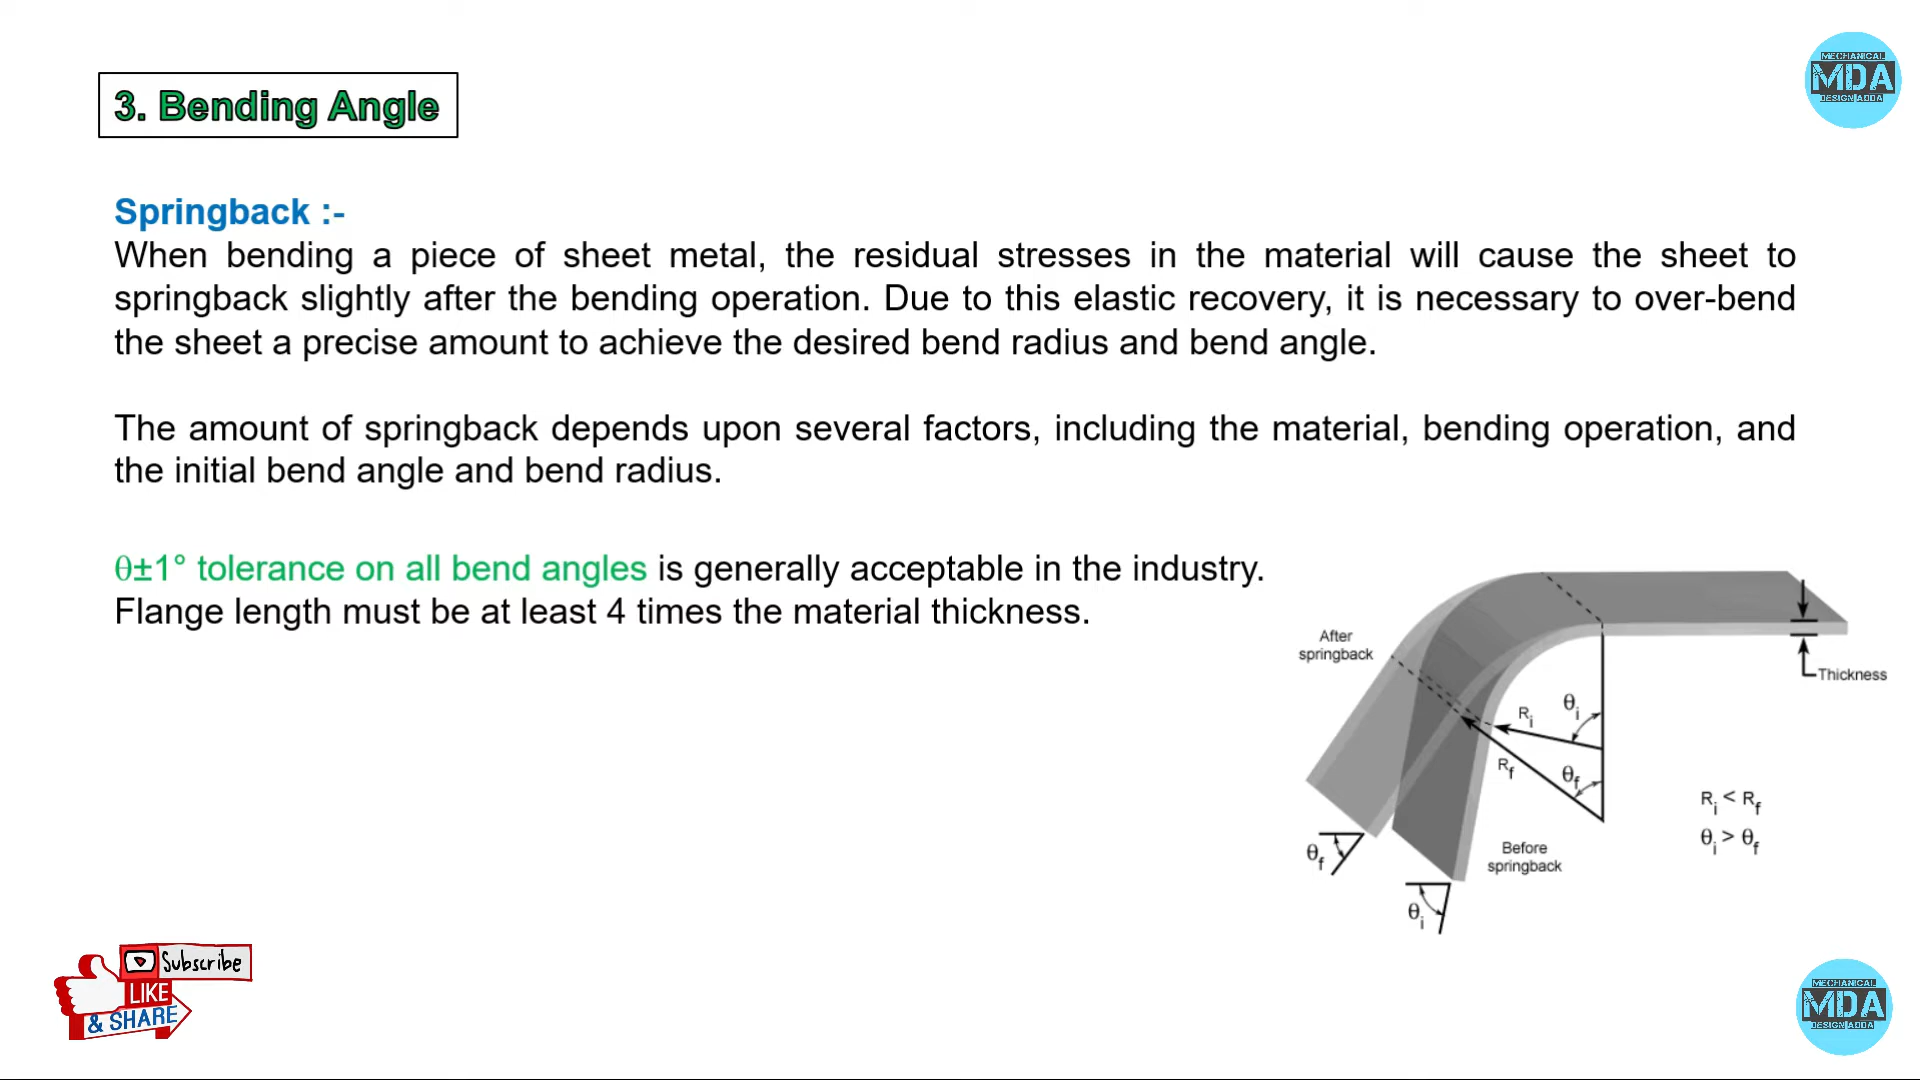 MECHANICAL
MDA
DESIGN ADDA
3. Bending Angle
Springback :-
When bending a piece of sheet metal, the residual stresses in the material will cause the sheet to
springback slightly after the bending operation. Due to this elastic recovery, it is necessary to over-bend
the sheet a precise amount to achieve the desired bend radius and bend angle.
The amount of springback depends upon several factors, including the material, bending operation, and
the initial bend angle and bend radius.
θ±1° tolerance on all bend angles is generally acceptable in the industry.
Flange length must be at least 4 times the material thickness.
After
springback
Thickness
θi
Ri
Rf
θf
Ri < Rf
θi > θf
Before
springback
θf
θi
Subscribe
LIKE
& SHARE
MECHANICAL
MDA
DESIGN ADDA